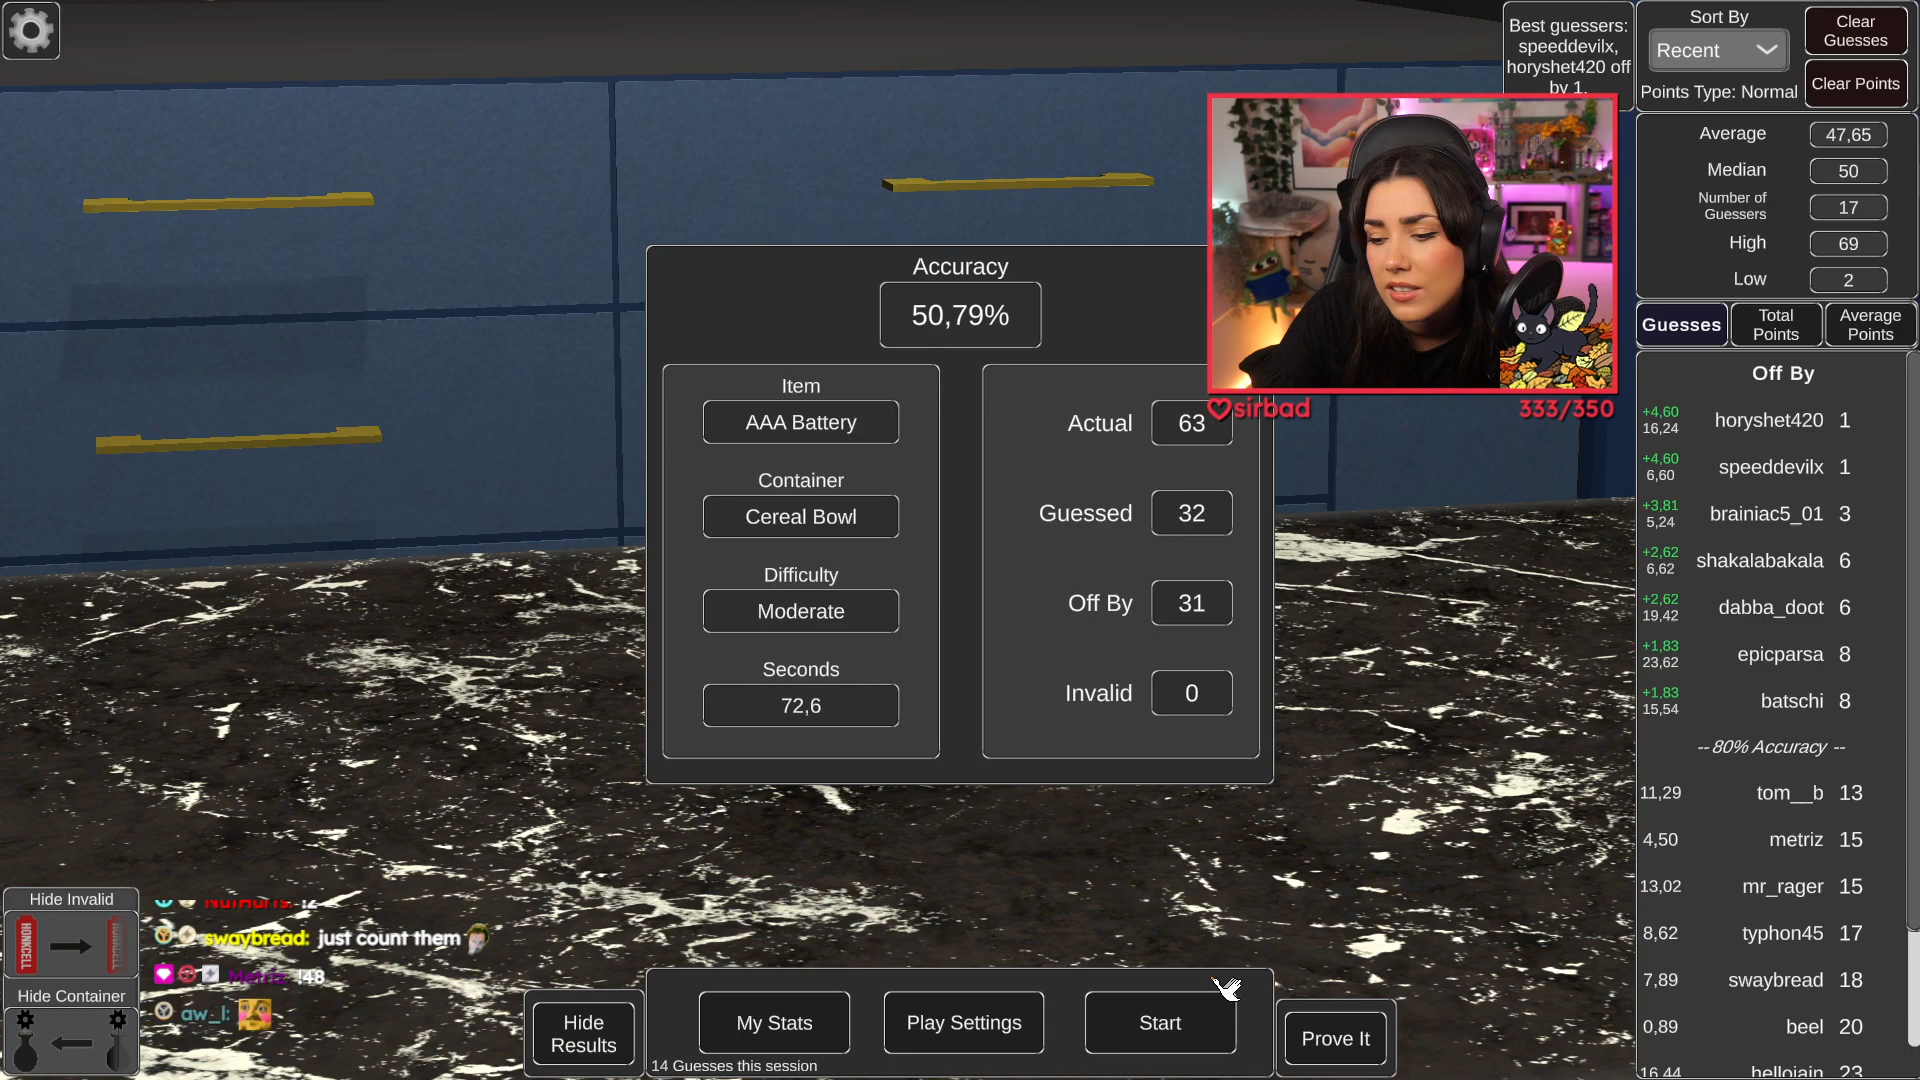 Best guessers:
speeddevilx,
horyshet420 off
by 1.
Sort By
Recent
Clear
Guesses
Points Type: Normal
Clear Points
Average 47,65
Median 50
Number of
Guessers 17
High 69
Low 2
Guesses
Total
Points
Average
Points
Off By
+4,60
16,24 horyshet420 1
+4,60
6,60 speeddevilx 1
+3,81
5,24 brainiac5_01 3
+2,62
6,62 shakalabakala 6
+2,62
19,42 dabba_doot 6
+1,83
23,62 epicparsa 8
+1,83
15,54 batschi 8
-- 80% Accuracy --
11,29 tom__b 13
4,50 metriz 15
13,02 mr_rager 15
8,62 typhon45 17
7,89 swaybread 18
0,89 beel 20
16,44 hellojain 23
sirbad 333/350
Accuracy
50,79%
Item
AAA Battery
Container
Cereal Bowl
Difficulty
Moderate
Seconds
72,6
Actual 63
Guessed 32
Off By 31
Invalid 0
Hide Invalid
HONKCELL
Hide Container
swaybread: just count them
Metriz: !48
aw_l:
Hide
Results
My Stats
Play Settings
Start
Prove It
14 Guesses this session